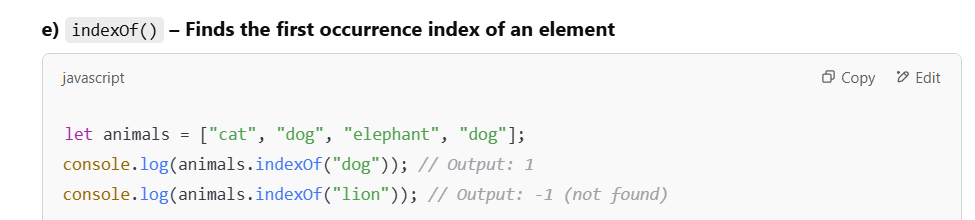 e) indexOf() – Finds the first occurrence index of an element
javascript
Copy
Edit
let animals = ["cat", "dog", "elephant", "dog"];
console.log(animals.indexOf("dog")); // Output: 1
console.log(animals.indexOf("lion")); // Output: -1 (not found)